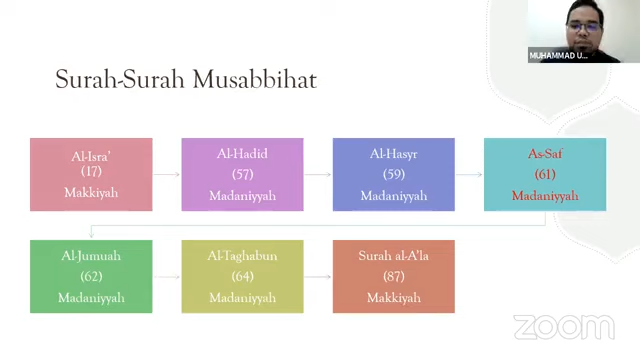 MUHAMMAD U...
Surah-Surah Musabbihat
Al-Isra'
(17)
Makkiyah
Al-Hadid
(57)
Madaniyyah
Al-Hasyr
(59)
Madaniyyah
As-Saf
(61)
Madaniyyah
Al-Jumuah
(62)
Madaniyyah
Al-Taghabun
(64)
Madaniyyah
Surah al-A'la
(87)
Makkiyah
zoom